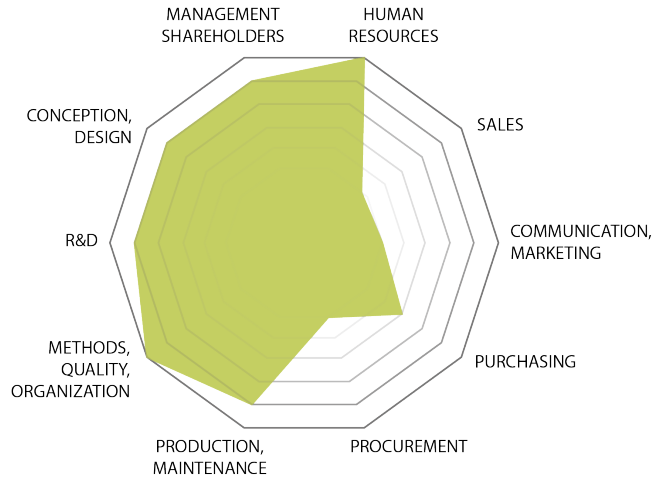 MANAGEMENT
SHAREHOLDERS
HUMAN
RESOURCES
CONCEPTION,
DESIGN
SALES
R&D
COMMUNICATION,
MARKETING
METHODS,
QUALITY,
ORGANIZATION
PURCHASING
PRODUCTION,
MAINTENANCE
PROCUREMENT